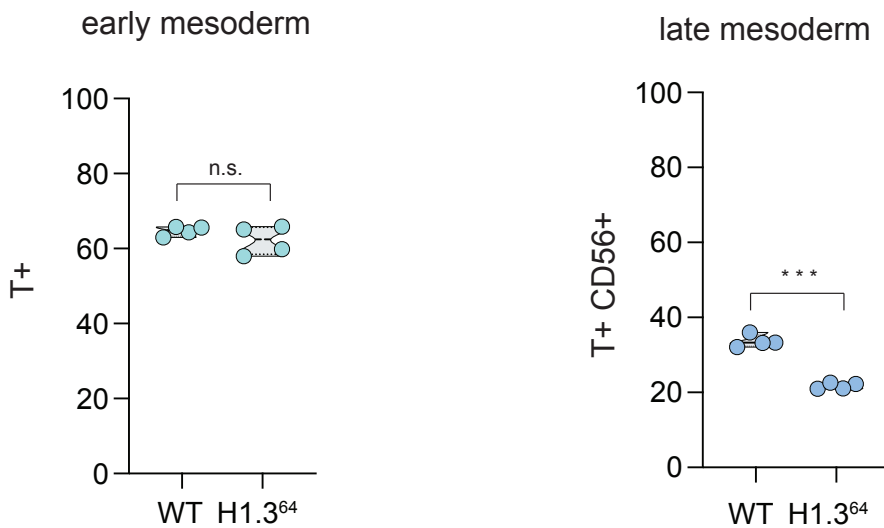 early mesoderm
T+
100
80
60
40
20
0
n.s.
WT H1.3⁶⁴
late mesoderm
T+ CD56+
100
80
60
40
20
0
* * *
WT H1.3⁶⁴